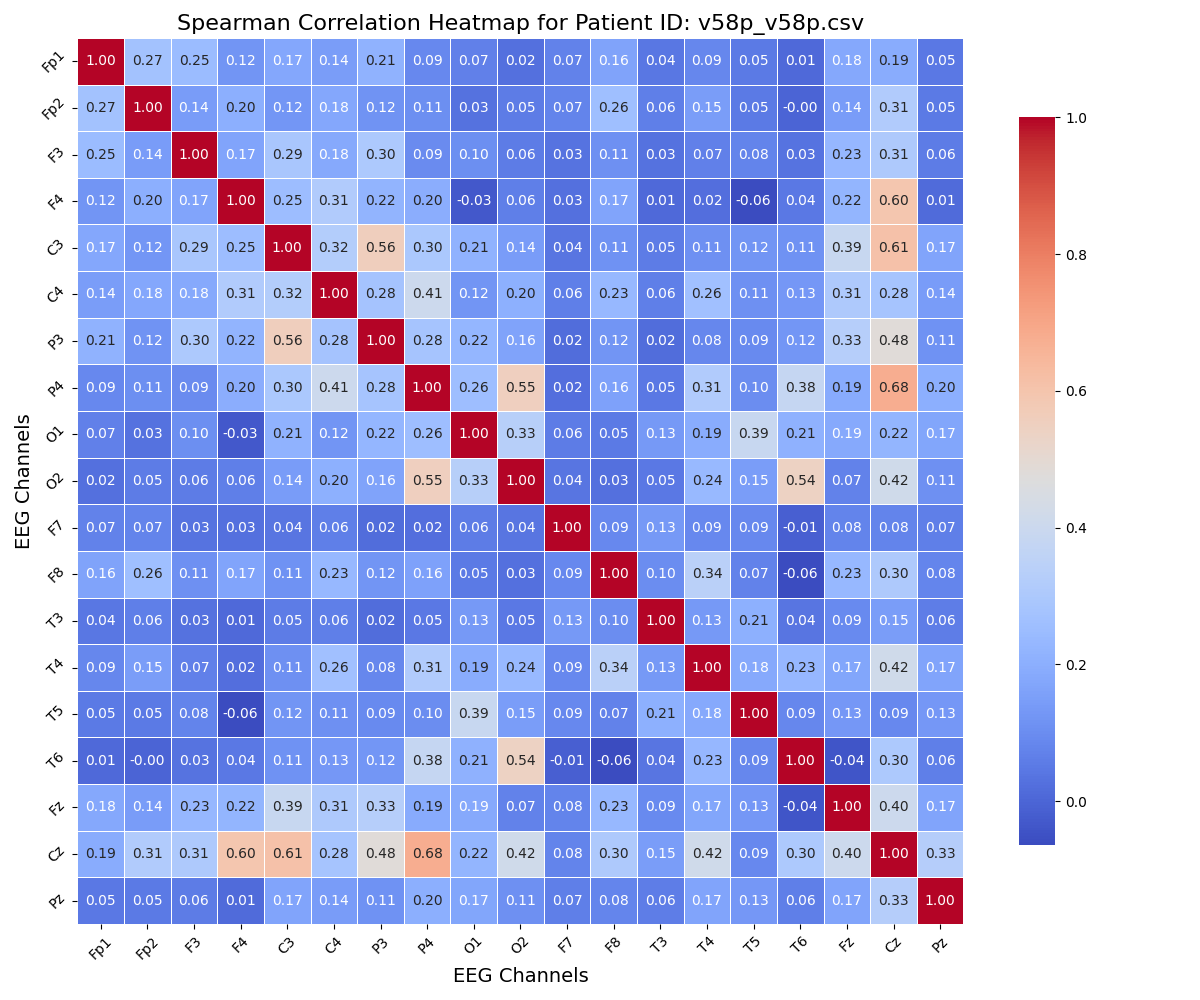 Spearman Correlation Heatmap for Patient ID: v58p_v58p.csv
Fp1 1.00 0.27 0.25 0.12 0.17 0.14 0.21 0.09 0.07 0.02 0.07 0.16 0.04 0.09 0.05 0.01 0.18 0.19 0.05
Fp2 0.27 1.00 0.14 0.20 0.12 0.18 0.12 0.11 0.03 0.05 0.07 0.26 0.06 0.15 0.05 -0.00 0.14 0.31 0.05
F3 0.25 0.14 1.00 0.17 0.29 0.18 0.30 0.09 0.10 0.06 0.03 0.11 0.03 0.07 0.08 0.03 0.23 0.31 0.06
F4 0.12 0.20 0.17 1.00 0.25 0.31 0.22 0.20 -0.03 0.06 0.03 0.17 0.01 0.02 -0.06 0.04 0.22 0.60 0.01
C3 0.17 0.12 0.29 0.25 1.00 0.32 0.56 0.30 0.21 0.14 0.04 0.11 0.05 0.11 0.12 0.11 0.39 0.61 0.17
C4 0.14 0.18 0.18 0.31 0.32 1.00 0.28 0.41 0.12 0.20 0.06 0.23 0.06 0.26 0.11 0.13 0.31 0.28 0.14
P3 0.21 0.12 0.30 0.22 0.56 0.28 1.00 0.28 0.22 0.16 0.02 0.12 0.02 0.08 0.09 0.12 0.33 0.48 0.11
P4 0.09 0.11 0.09 0.20 0.30 0.41 0.28 1.00 0.26 0.55 0.02 0.16 0.05 0.31 0.10 0.38 0.19 0.68 0.20
O1 0.07 0.03 0.10 -0.03 0.21 0.12 0.22 0.26 1.00 0.33 0.06 0.05 0.13 0.19 0.39 0.21 0.19 0.22 0.17
O2 0.02 0.05 0.06 0.06 0.14 0.20 0.16 0.55 0.33 1.00 0.04 0.03 0.05 0.24 0.15 0.54 0.07 0.42 0.11
F7 0.07 0.07 0.03 0.03 0.04 0.06 0.02 0.02 0.06 0.04 1.00 0.09 0.13 0.09 0.09 -0.01 0.08 0.08 0.07
F8 0.16 0.26 0.11 0.17 0.11 0.23 0.12 0.16 0.05 0.03 0.09 1.00 0.10 0.34 0.07 -0.06 0.23 0.30 0.08
T3 0.04 0.06 0.03 0.01 0.05 0.06 0.02 0.05 0.13 0.05 0.13 0.10 1.00 0.13 0.21 0.04 0.09 0.15 0.06
T4 0.09 0.15 0.07 0.02 0.11 0.26 0.08 0.31 0.19 0.24 0.09 0.34 0.13 1.00 0.18 0.23 0.17 0.42 0.17
T5 0.05 0.05 0.08 -0.06 0.12 0.11 0.09 0.10 0.39 0.15 0.09 0.07 0.21 0.18 1.00 0.09 0.13 0.09 0.13
T6 0.01 -0.00 0.03 0.04 0.11 0.13 0.12 0.38 0.21 0.54 -0.01 -0.06 0.04 0.23 0.09 1.00 -0.04 0.30 0.06
Fz 0.18 0.14 0.23 0.22 0.39 0.31 0.33 0.19 0.19 0.07 0.08 0.23 0.09 0.17 0.13 -0.04 1.00 0.40 0.17
Cz 0.19 0.31 0.31 0.60 0.61 0.28 0.48 0.68 0.22 0.42 0.08 0.30 0.15 0.42 0.09 0.30 0.40 1.00 0.33
Pz 0.05 0.05 0.06 0.01 0.17 0.14 0.11 0.20 0.17 0.11 0.07 0.08 0.06 0.17 0.13 0.06 0.17 0.33 1.00
Fp1 Fp2 F3 F4 C3 C4 P3 P4 O1 O2 F7 F8 T3 T4 T5 T6 Fz Cz Pz
EEG Channels
EEG Channels
1.0
0.8
0.6
0.4
0.2
0.0